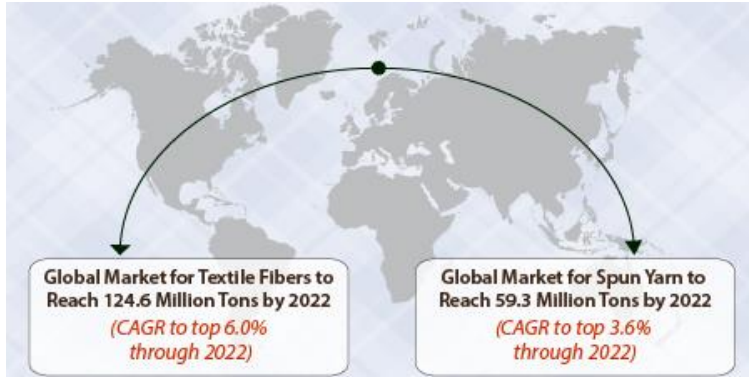 Global Market for Textile Fibers to
Reach 124.6 Million Tons by 2022
(CAGR to top 6.0%
through 2022)
Global Market for Spun Yarn to
Reach 59.3 Million Tons by 2022
(CAGR to top 3.6%
through 2022)